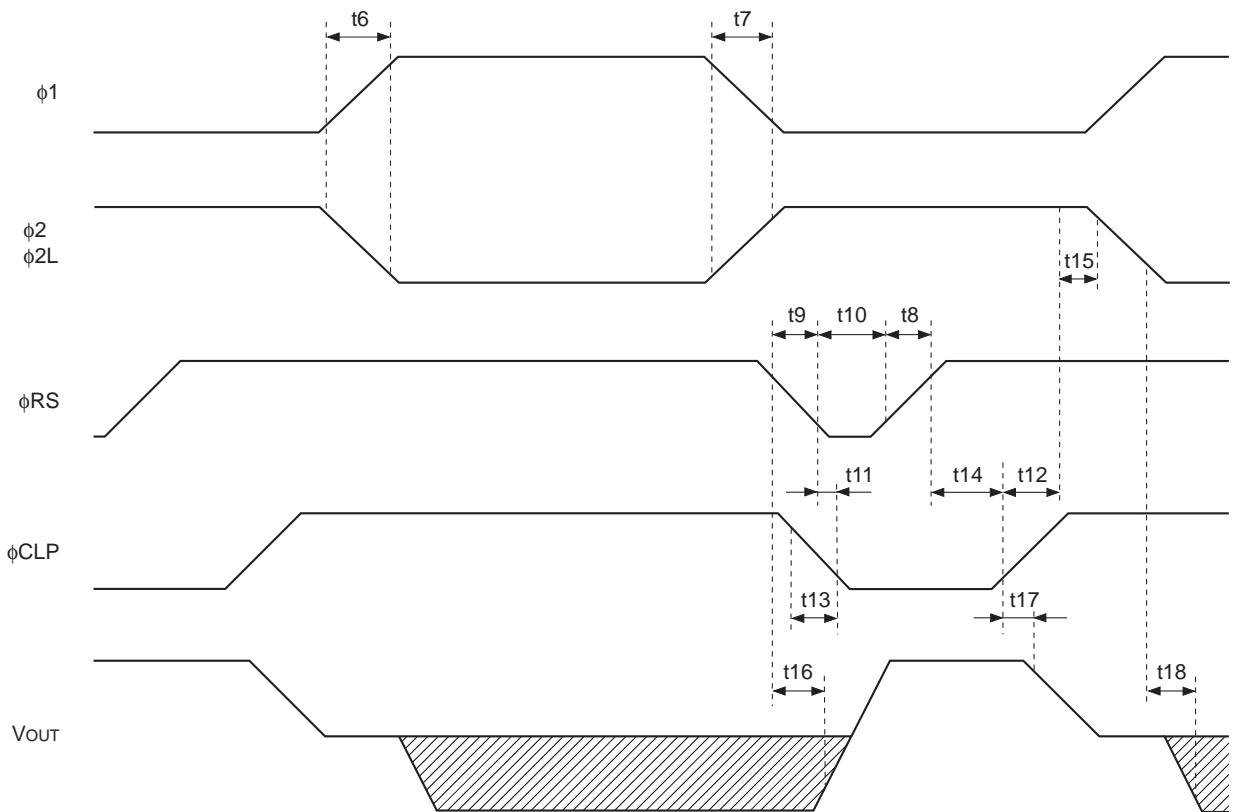 t6
t7
ϕ1
ϕ2
ϕ2L
t15
t9
t10
t8
ϕRS
t11
t14
t12
ϕCLP
t13
t17
t16
t18
VOUT